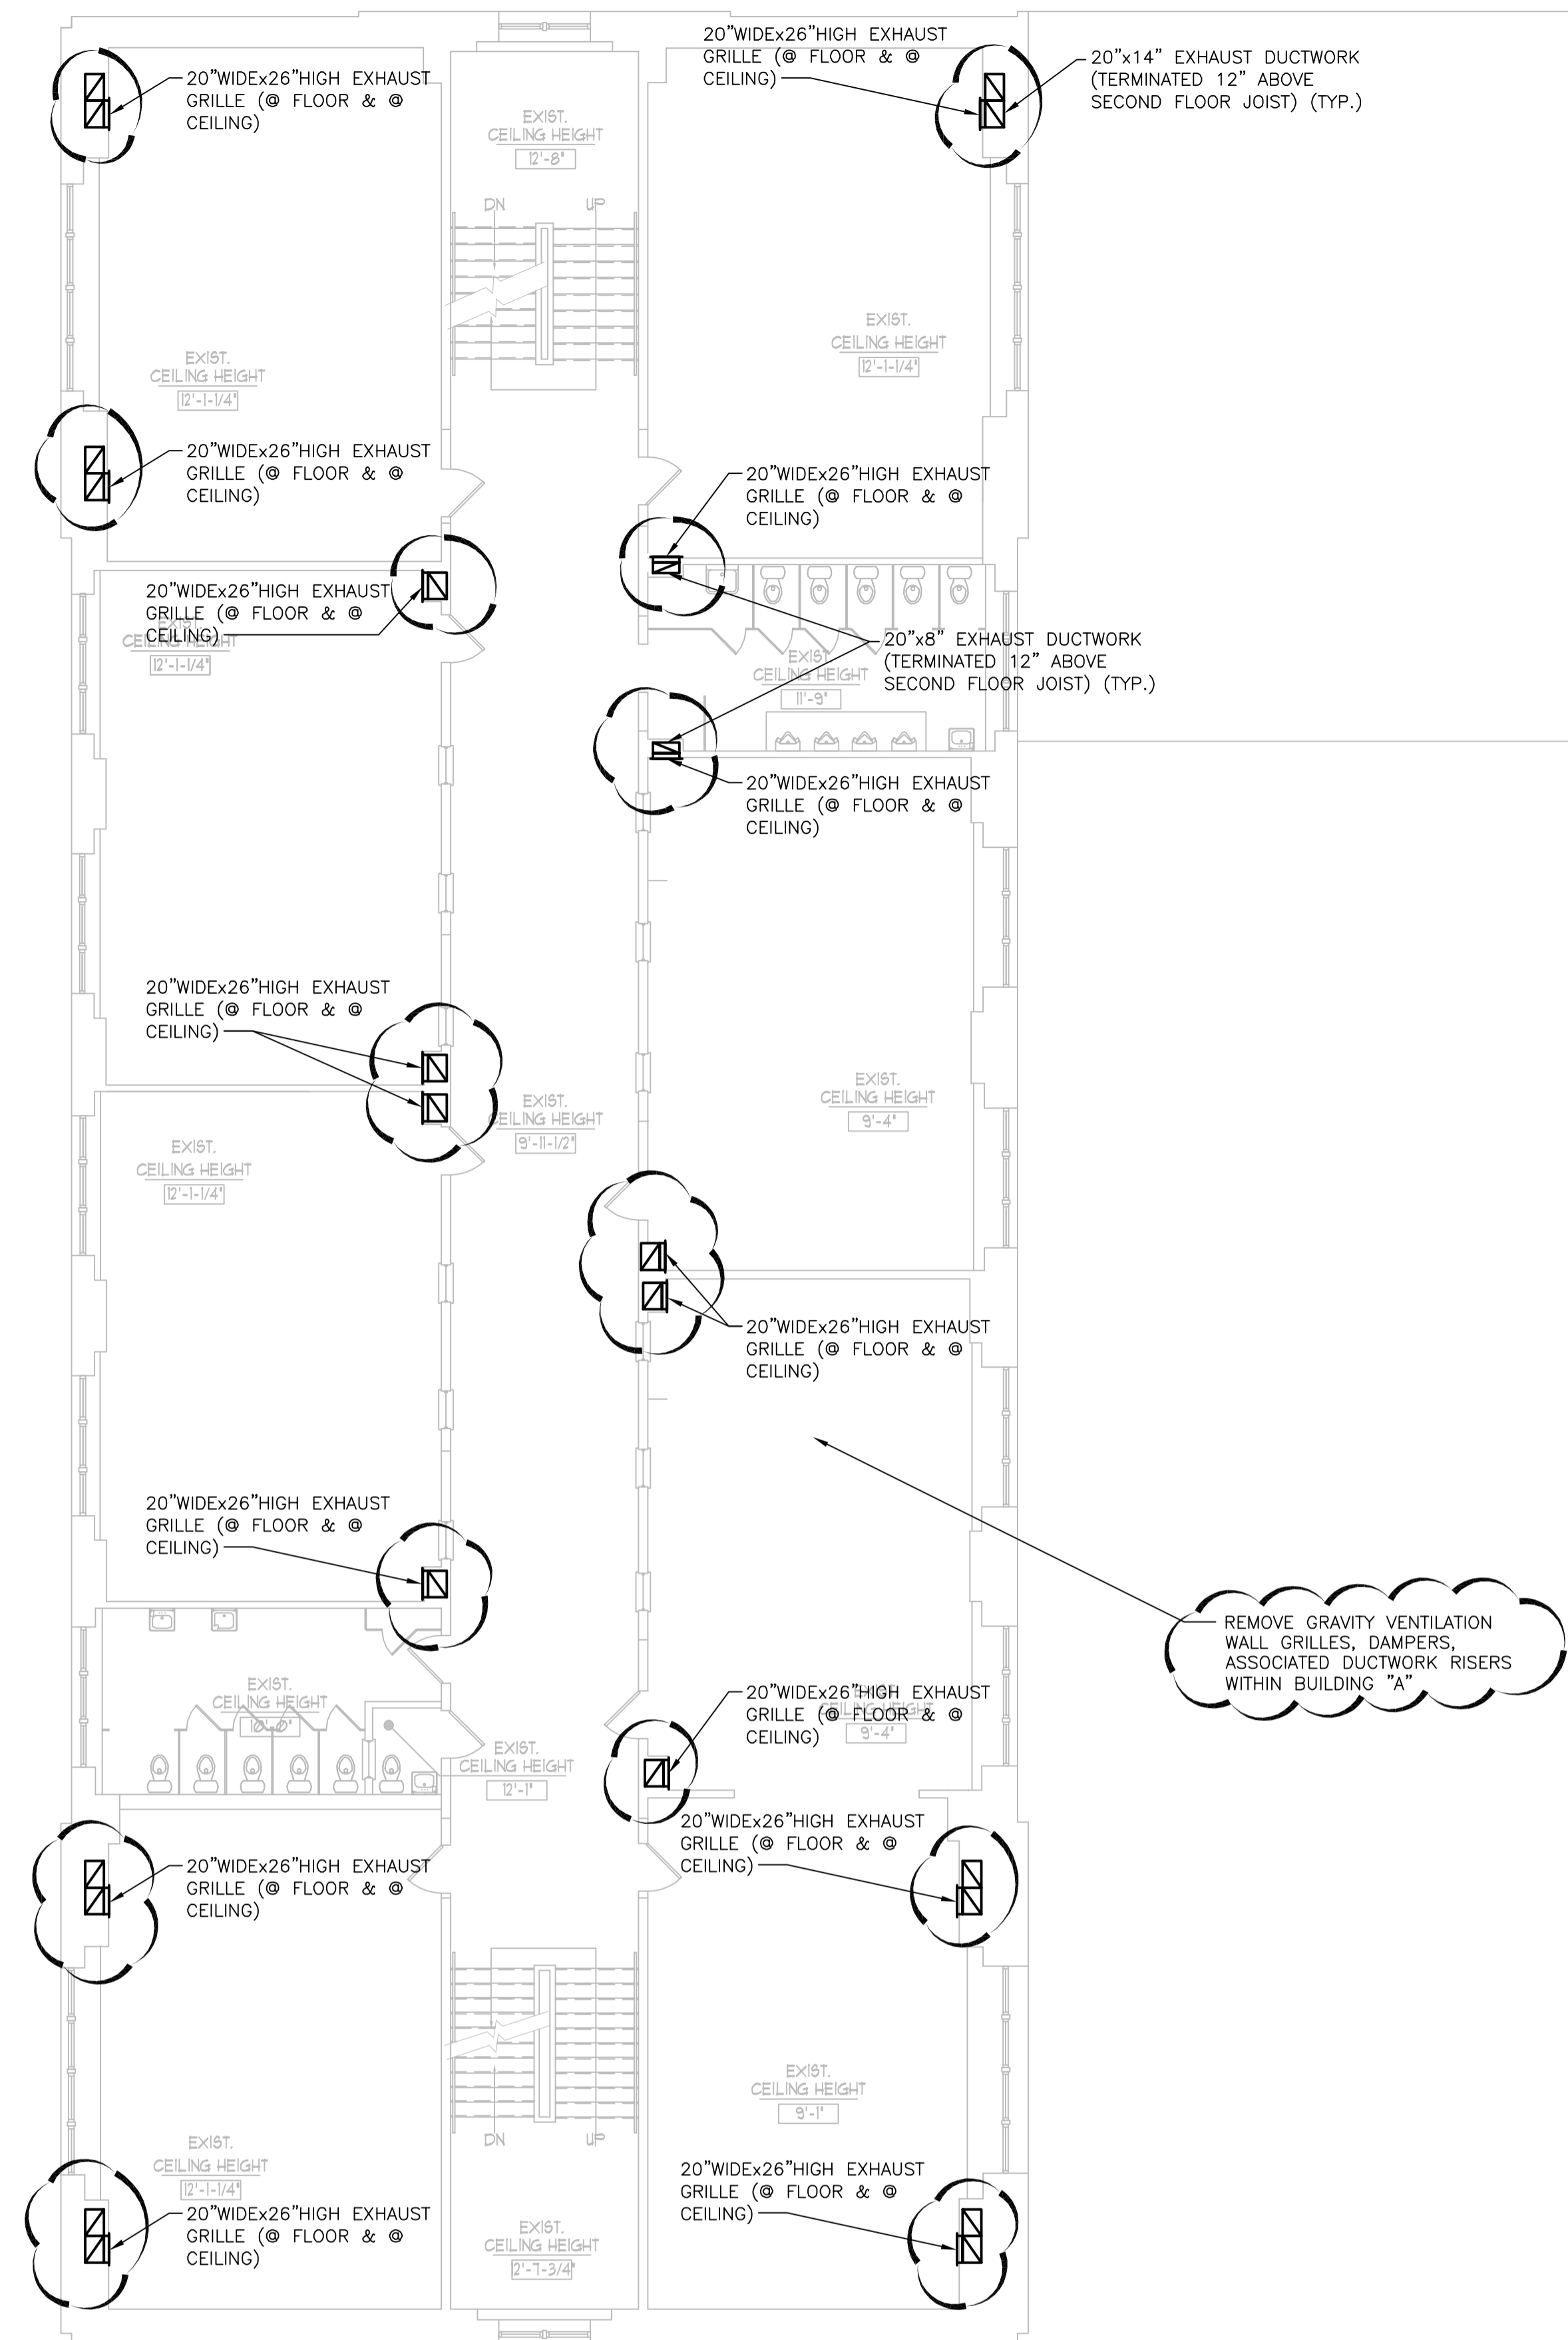 20"WIDEx26"HIGH EXHAUST
GRILLE (@ FLOOR & @
CEILING)
20"WIDEx26"HIGH EXHAUST
GRILLE (@ FLOOR & @
CEILING)
20"x14" EXHAUST DUCTWORK
(TERMINATED 12" ABOVE
SECOND FLOOR JOIST) (TYP.)
EXIST.
CEILING HEIGHT
12'-8"
DN
UP
EXIST.
CEILING HEIGHT
12'-1-1/4"
EXIST.
CEILING HEIGHT
12'-1-1/4"
20"WIDEx26"HIGH EXHAUST
GRILLE (@ FLOOR & @
CEILING)
20"WIDEx26"HIGH EXHAUST
GRILLE (@ FLOOR & @
CEILING)
20"WIDEx26"HIGH EXHAUST
GRILLE (@ FLOOR & @
CEILING)
EXIST.
CEILING HEIGHT
12'-1-1/4"
20"x8" EXHAUST DUCTWORK
(TERMINATED 12" ABOVE
SECOND FLOOR JOIST) (TYP.)
EXIST.
CEILING HEIGHT
11'-9"
20"WIDEx26"HIGH EXHAUST
GRILLE (@ FLOOR & @
CEILING)
20"WIDEx26"HIGH EXHAUST
GRILLE (@ FLOOR & @
CEILING)
EXIST.
CEILING HEIGHT
9'-4"
EXIST.
CEILING HEIGHT
9'-11-1/2"
EXIST.
CEILING HEIGHT
12'-1-1/4"
20"WIDEx26"HIGH EXHAUST
GRILLE (@ FLOOR & @
CEILING)
20"WIDEx26"HIGH EXHAUST
GRILLE (@ FLOOR & @
CEILING)
REMOVE GRAVITY VENTILATION
WALL GRILLES, DAMPERS,
ASSOCIATED DUCTWORK RISERS
WITHIN BUILDING "A"
EXIST.
CEILING HEIGHT
10'-0"
20"WIDEx26"HIGH EXHAUST
GRILLE (@ FLOOR & @
CEILING)
EXIST.
CEILING HEIGHT
9'-4"
EXIST.
CEILING HEIGHT
12'-1"
20"WIDEx26"HIGH EXHAUST
GRILLE (@ FLOOR & @
CEILING)
20"WIDEx26"HIGH EXHAUST
GRILLE (@ FLOOR & @
CEILING)
EXIST.
CEILING HEIGHT
9'-1"
DN
UP
EXIST.
CEILING HEIGHT
12'-1-1/4"
20"WIDEx26"HIGH EXHAUST
GRILLE (@ FLOOR & @
CEILING)
20"WIDEx26"HIGH EXHAUST
GRILLE (@ FLOOR & @
CEILING)
EXIST.
CEILING HEIGHT
2'-7-3/4"